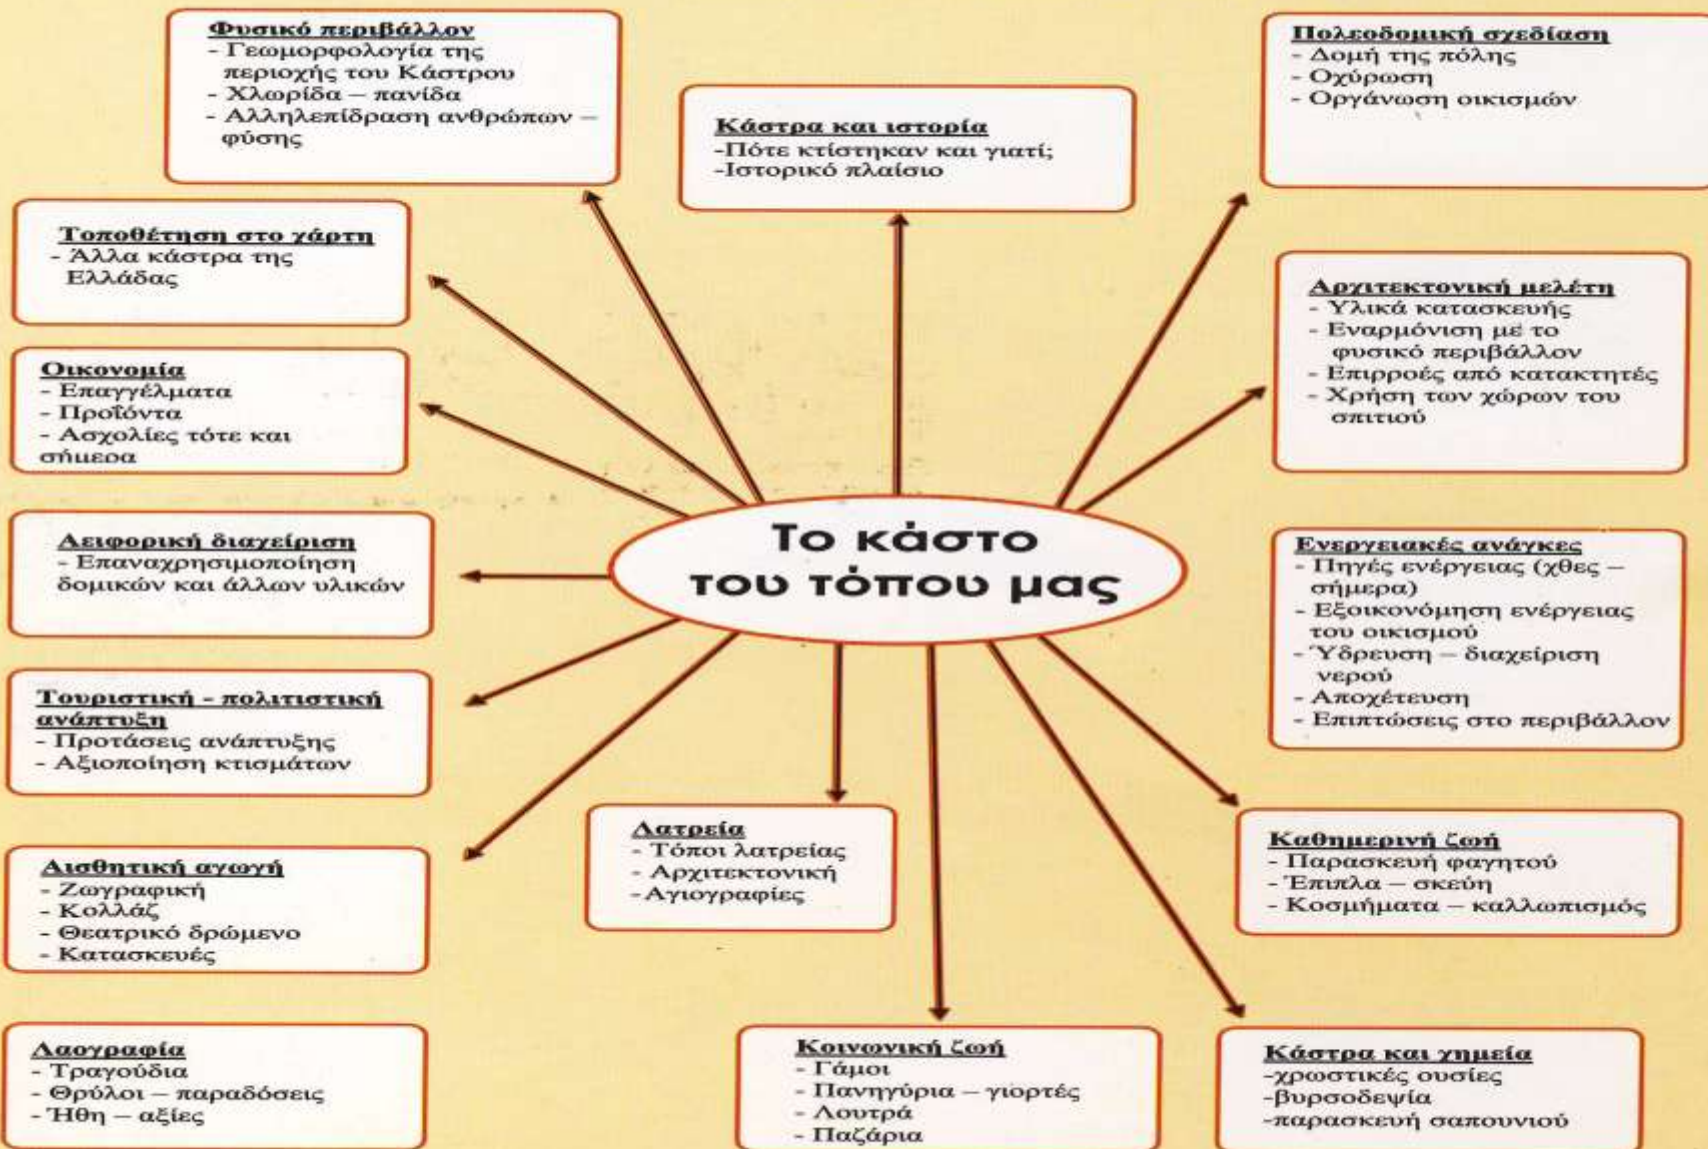 Φυσικό περιβάλλον
- Γεωμορφολογία της
περιοχής του Κάστρου
- Χλωρίδα – πανίδα
- Αλληλεπίδραση ανθρώπων –
φύσης
Κάστρα και ιστορία
-Πότε κτίστηκαν και γιατί;
-Ιστορικό πλαίσιο
Πολεοδομική σχεδίαση
- Δομή της πόλης
- Οχύρωση
- Οργάνωση οικισμών
Τοποθέτηση στο χάρτη
- Άλλα κάστρα της
Ελλάδας
Αρχιτεκτονική μελέτη
- Υλικά κατασκευής
- Εναρμόνιση με το
φυσικό περιβάλλον
- Επιρροές από κατακτητές
- Χρήση των χώρων του
σπιτιού
Οικονομία
- Επαγγέλματα
- Προϊόντα
- Ασχολίες τότε και
σήμερα
Το κάστο
του τόπου μας
Αειφορική διαχείριση
- Επαναχρησιμοποίηση
δομικών και άλλων υλικών
Ενεργειακές ανάγκες
- Πηγές ενέργειας (χθες –
σήμερα)
- Εξοικονόμηση ενέργειας
του οικισμού
- Ύδρευση – διαχείριση
νερού
- Αποχέτευση
- Επιπτώσεις στο περιβάλλον
Τουριστική - πολιτιστική
ανάπτυξη
- Προτάσεις ανάπτυξης
- Αξιοποίηση κτισμάτων
Λατρεία
- Τόποι λατρείας
- Αρχιτεκτονική
-Αγιογραφίες
Καθημερινή ζωή
- Παρασκευή φαγητού
- Έπιπλα – σκεύη
- Κοσμήματα – καλλωπισμός
Αισθητική αγωγή
- Ζωγραφική
- Κολλάζ
- Θεατρικό δρώμενο
- Κατασκευές
Λαογραφία
- Τραγούδια
- Θρύλοι – παραδόσεις
- Ήθη – αξίες
Κοινωνική ζωή
- Γάμοι
- Πανηγύρια – γιορτές
- Λουτρά
- Παζάρια
Κάστρα και χημεία
-χρωστικές ουσίες
-βυρσοδεψία
-παρασκευή σαπουνιού